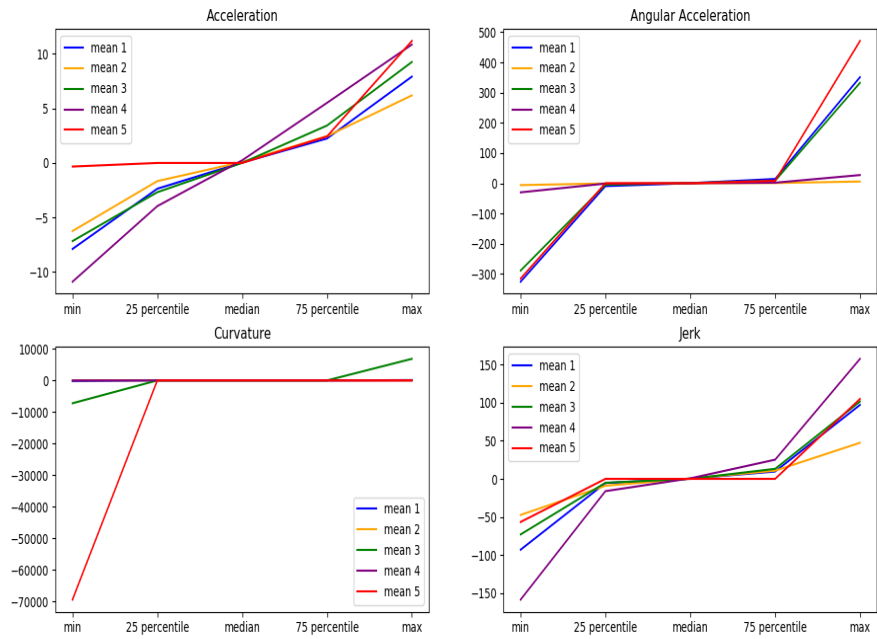 Acceleration
10
5
0
−5
−10
mean 1
mean 2
mean 3
mean 4
mean 5
min 25 percentile median 75 percentile max
Angular Acceleration
500
400
300
200
100
0
−100
−200
−300
mean 1
mean 2
mean 3
mean 4
mean 5
min 25 percentile median 75 percentile max
Curvature
10000
0
−10000
−20000
−30000
−40000
−50000
−60000
−70000
mean 1
mean 2
mean 3
mean 4
mean 5
min 25 percentile median 75 percentile max
Jerk
150
100
50
0
−50
−100
−150
mean 1
mean 2
mean 3
mean 4
mean 5
min 25 percentile median 75 percentile max